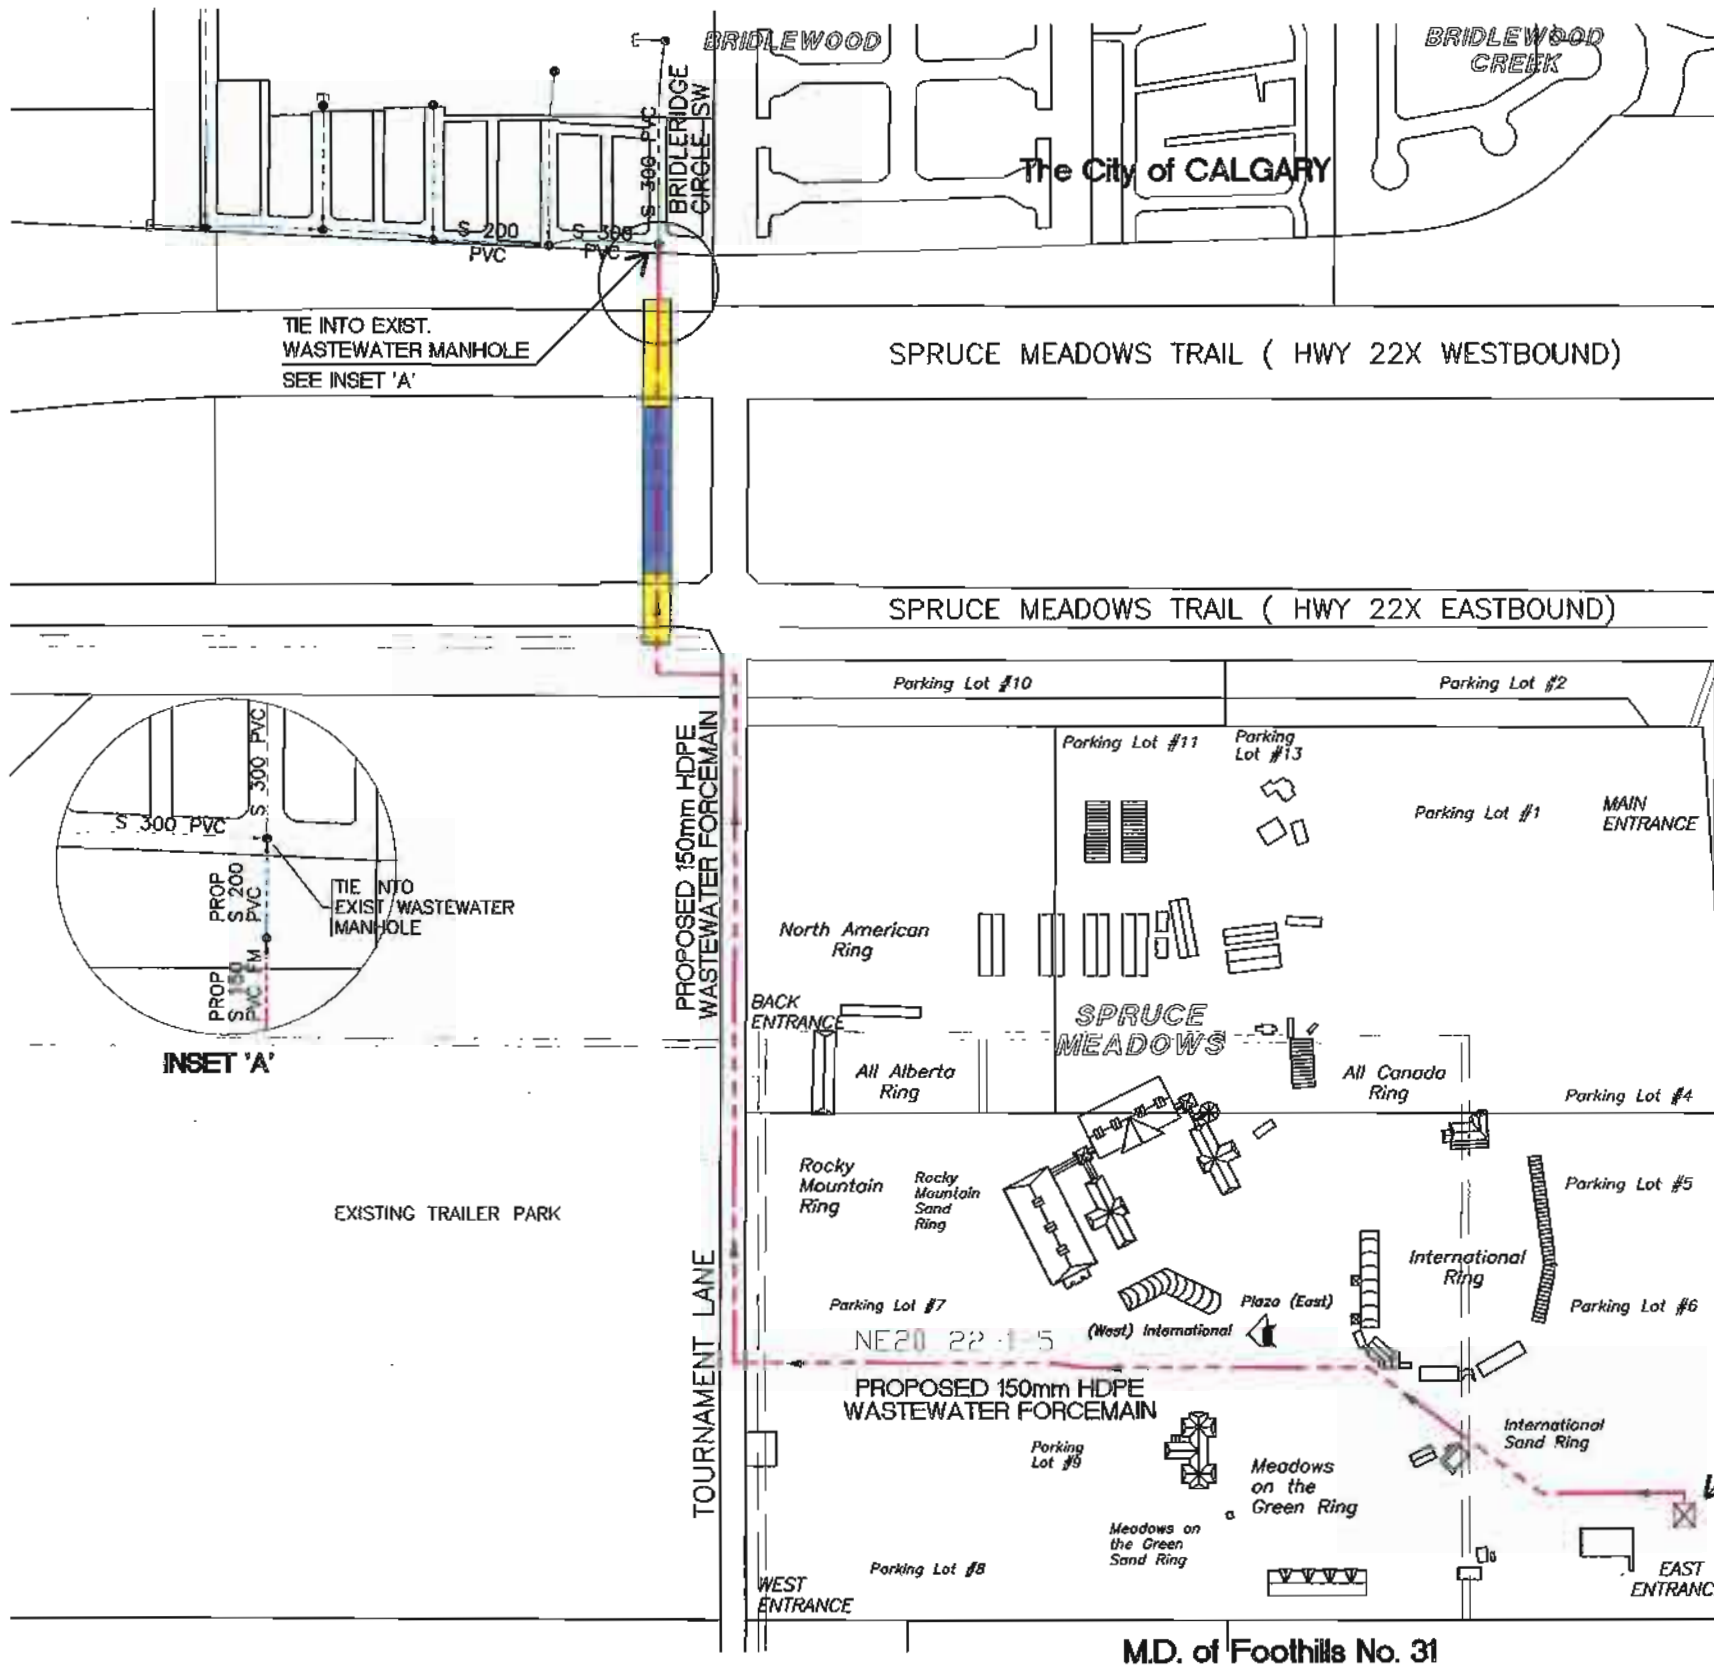 BRIDLEWOOD
BRIDLEWOOD
CREEK
S 300 PVC
BRIDLERIDGE
CIRCLE SW
The City of CALGARY
S 200
PVC
S 300
PVC
TIE INTO EXIST.
WASTEWATER MANHOLE
SEE INSET 'A'
SPRUCE MEADOWS TRAIL ( HWY 22X WESTBOUND)
SPRUCE MEADOWS TRAIL ( HWY 22X EASTBOUND)
Parking Lot #10
Parking Lot #2
PROPOSED 150mm HDPE
WASTEWATER FORCEMAIN
Parking Lot #11
Parking
Lot #13
Parking Lot #1
MAIN
ENTRANCE
S 300 PVC
S 300 PVC
PROP
S 200
PVC
TIE NTO
EXIST WASTEWATER
MANHOLE
PROP
S 150
PVC FM
INSET 'A'
North American
Ring
BACK
ENTRANCE
SPRUCE
MEADOWS
All Alberta
Ring
All Canada
Ring
Parking Lot #4
Rocky
Mountain
Ring
Rocky
Mountain
Sand
Ring
Parking Lot #5
EXISTING TRAILER PARK
International
Ring
TOURNAMENT LANE
Parking Lot #7
Plaza (East)
Parking Lot #6
(West) International
NE20 22 1 5
PROPOSED 150mm HDPE
WASTEWATER FORCEMAIN
Parking
Lot #9
International
Sand Ring
Meadows
on the
Green Ring
Meadows on
the Green
Sand Ring
Parking Lot #8
WEST
ENTRANCE
EAST
ENTRANC
M.D. of Foothills No. 31